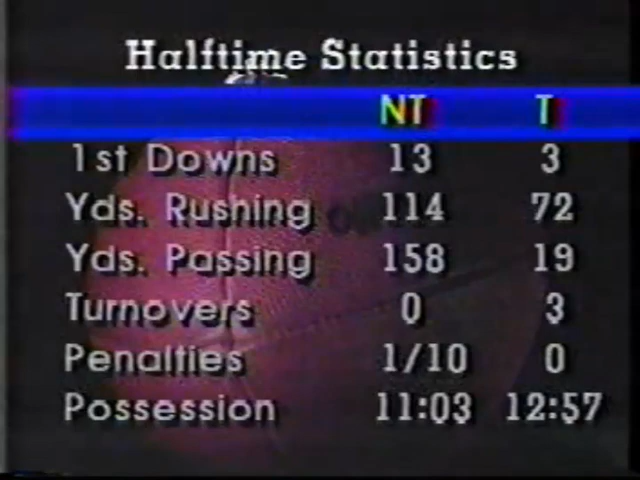 Halftime Statistics
NT T
1st Downs 13 3
Yds. Rushing 114 72
Yds. Passing 158 19
Turnovers 0 3
Penalties 1/10 0
Possession 11:03 12:57